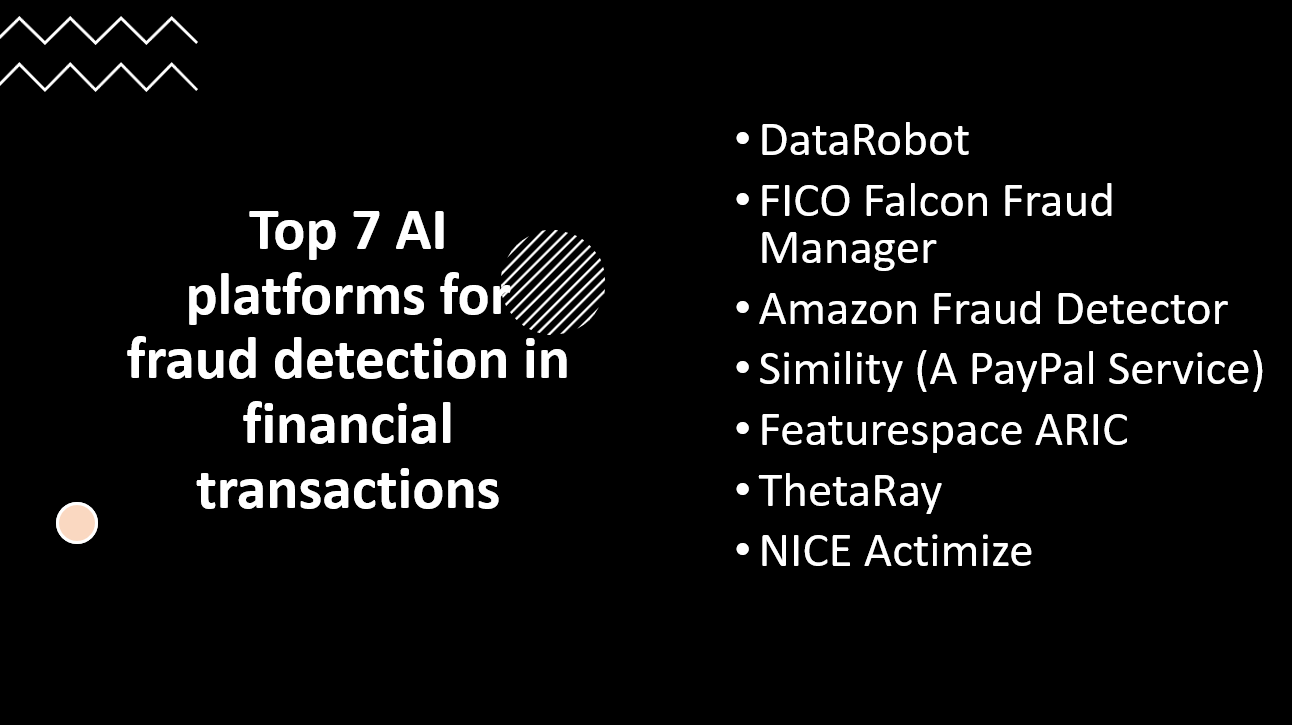 Top 7 AI
platforms for
fraud detection in
financial
transactions
• DataRobot
• FICO Falcon Fraud
Manager
• Amazon Fraud Detector
• Simility (A PayPal Service)
• Featurespace ARIC
• ThetaRay
• NICE Actimize